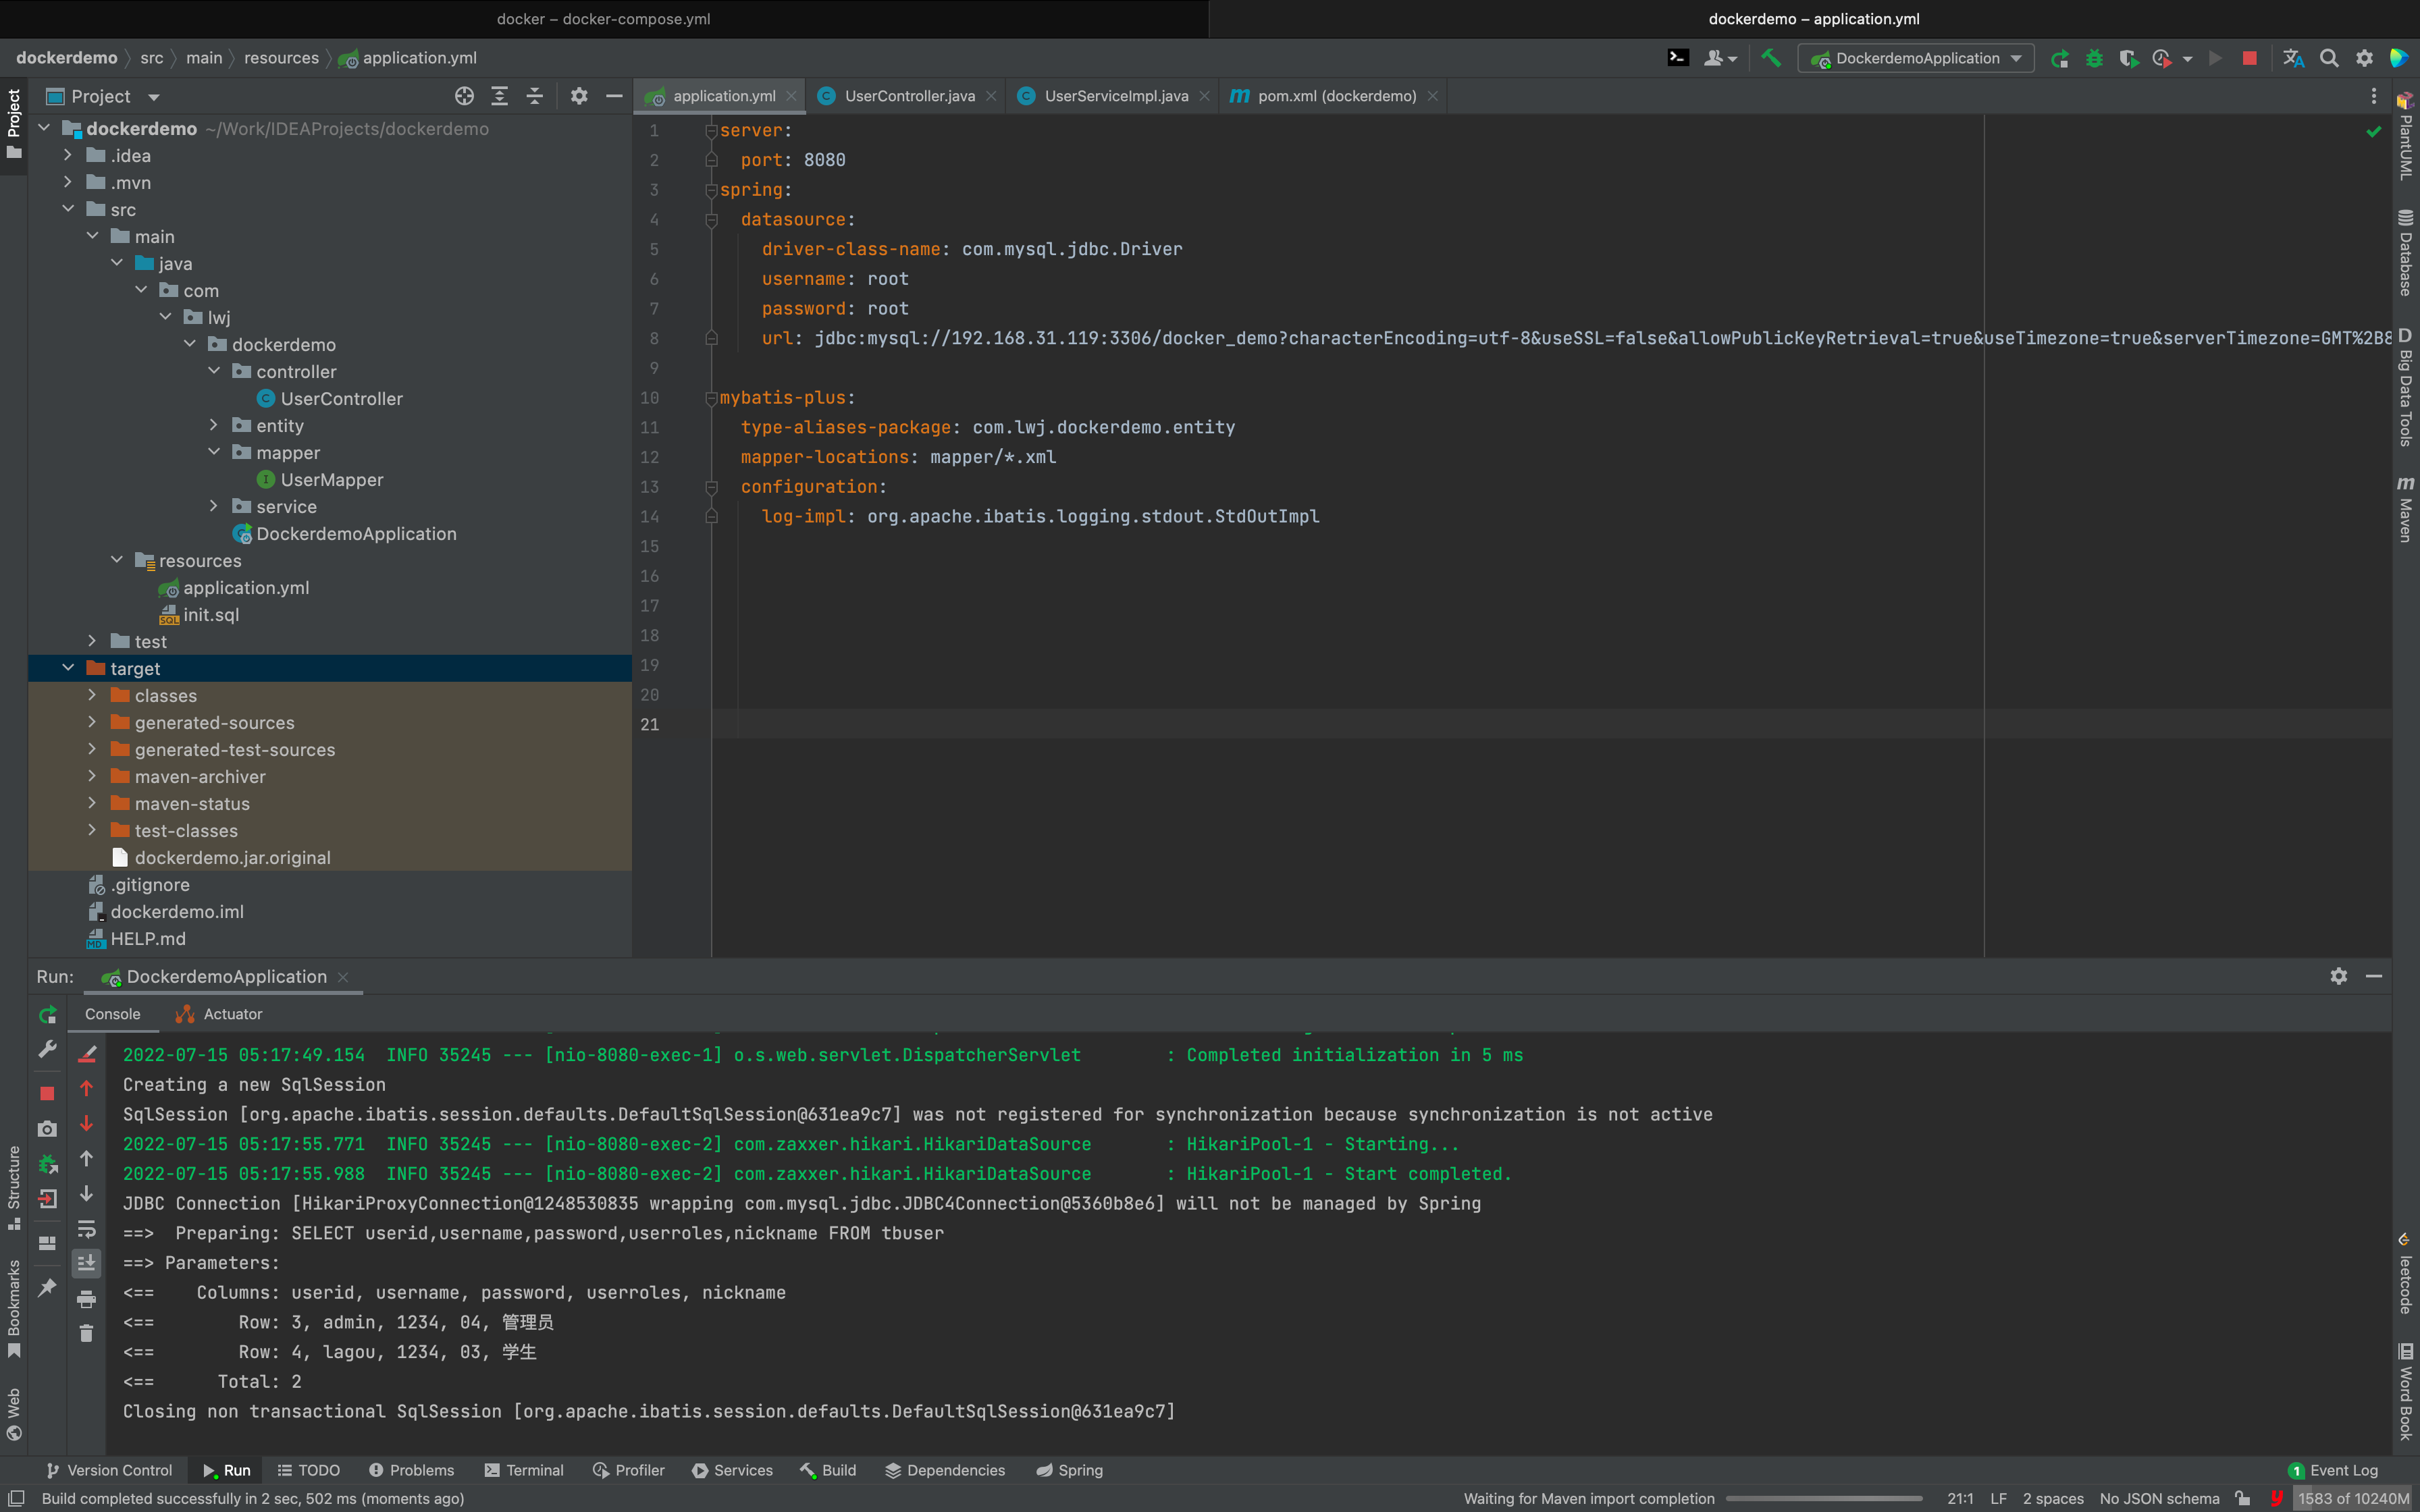 docker – docker-compose.yml
dockerdemo – application.yml
dockerdemo src main resources application.yml
DockerdemoApplication
Project
application.yml
UserController.java
UserServiceImpl.java
pom.xml (dockerdemo)
dockerdemo ~/Work/IDEAProjects/dockerdemo
.idea
.mvn
src
main
java
com
lwj
dockerdemo
controller
UserController
entity
mapper
UserMapper
service
DockerdemoApplication
resources
application.yml
init.sql
test
target
classes
generated-sources
generated-test-sources
maven-archiver
maven-status
test-classes
dockerdemo.jar.original
.gitignore
dockerdemo.iml
HELP.md
1 server:
2 port: 8080
3 spring:
4 datasource:
5 driver-class-name: com.mysql.jdbc.Driver
6 username: root
7 password: root
8 url: jdbc:mysql://192.168.31.119:3306/docker_demo?characterEncoding=utf-8&useSSL=false&allowPublicKeyRetrieval=true&useTimezone=true&serverTimezone=GMT%2B8
9
10 mybatis-plus:
11 type-aliases-package: com.lwj.dockerdemo.entity
12 mapper-locations: mapper/*.xml
13 configuration:
14 log-impl: org.apache.ibatis.logging.stdout.StdOutImpl
15
16
17
18
19
20
21
Project
Structure
Bookmarks
Web
PlantUML
Database
D Big Data Tools
m Maven
leetcode
Word Book
Run: DockerdemoApplication
Console Actuator
2022-07-15 05:17:49.154 INFO 35245 --- [nio-8080-exec-1] o.s.web.servlet.DispatcherServlet : Completed initialization in 5 ms
Creating a new SqlSession
SqlSession [org.apache.ibatis.session.defaults.DefaultSqlSession@631ea9c7] was not registered for synchronization because synchronization is not active
2022-07-15 05:17:55.771 INFO 35245 --- [nio-8080-exec-2] com.zaxxer.hikari.HikariDataSource : HikariPool-1 - Starting...
2022-07-15 05:17:55.988 INFO 35245 --- [nio-8080-exec-2] com.zaxxer.hikari.HikariDataSource : HikariPool-1 - Start completed.
JDBC Connection [HikariProxyConnection@1248530835 wrapping com.mysql.jdbc.JDBC4Connection@5360b8e6] will not be managed by Spring
==> Preparing: SELECT userid,username,password,userroles,nickname FROM tbuser
==> Parameters:
<== Columns: userid, username, password, userroles, nickname
<== Row: 3, admin, 1234, 04, 管理员
<== Row: 4, lagou, 1234, 03, 学生
<== Total: 2
Closing non transactional SqlSession [org.apache.ibatis.session.defaults.DefaultSqlSession@631ea9c7]
Version Control Run TODO Problems Terminal Profiler Services Build Dependencies Spring
1 Event Log
Build completed successfully in 2 sec, 502 ms (moments ago)
Waiting for Maven import completion 21:1 LF 2 spaces No JSON schema 1583 of 10240M